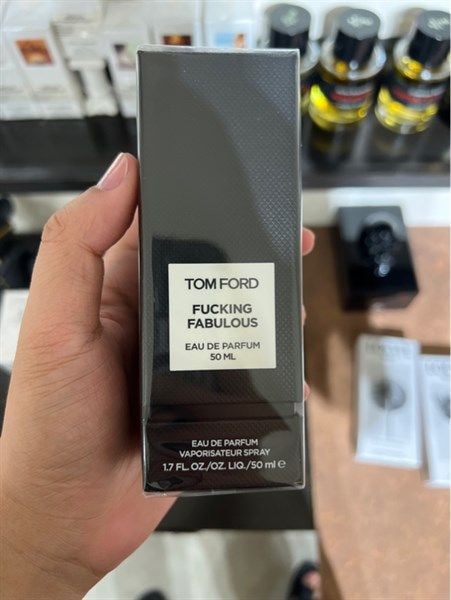 TOM FORD
FUCKING
FABULOUS
EAU DE PARFUM
50 ML
EAU DE PARFUM
VAPORISATEUR SPRAY
1.7 FL. OZ./OZ. LIQ./50 ml e